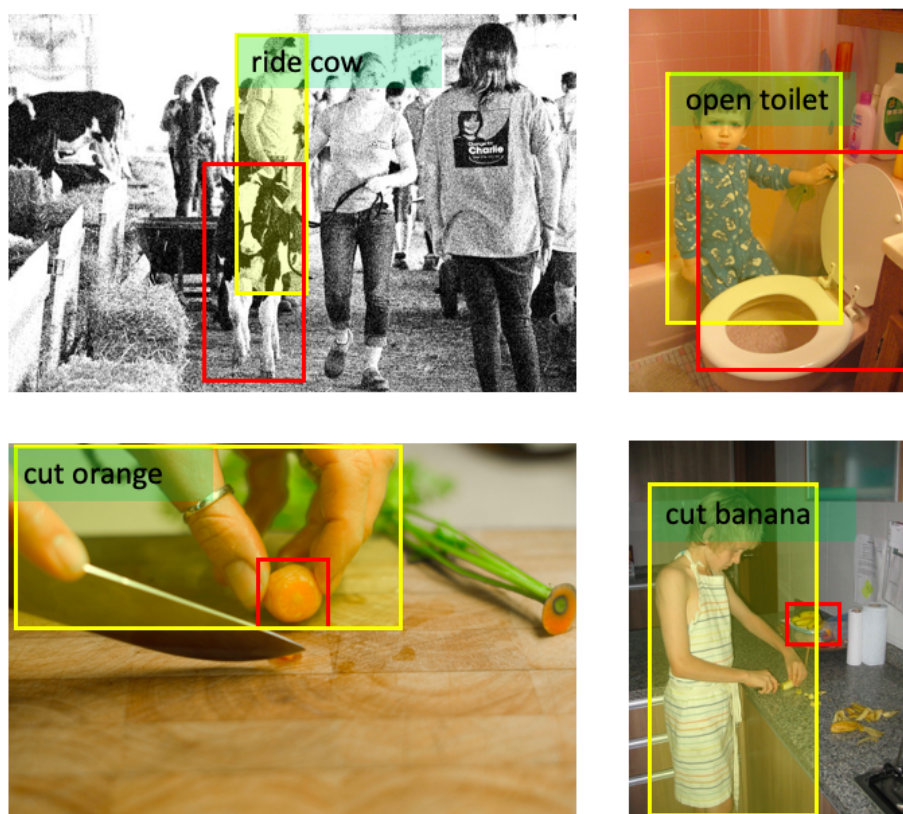 ride cow
open toilet
Charlie
cut orange
cut banana